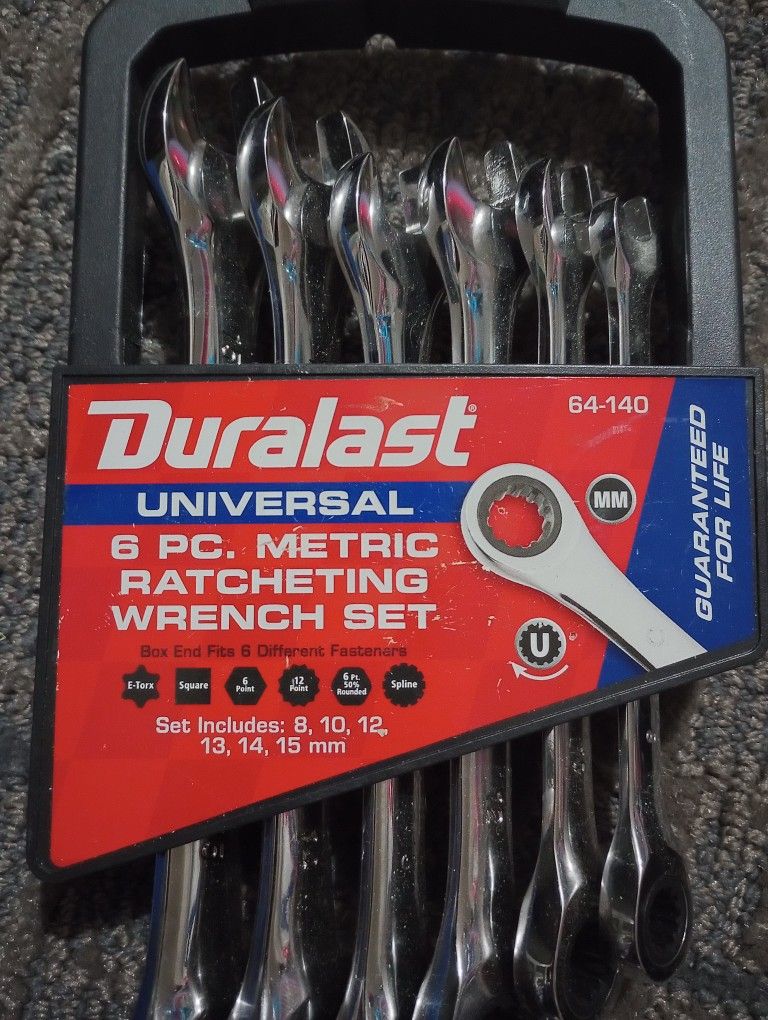 Duralast®
64-140
UNIVERSAL
MM
GUARANTEED
FOR LIFE
6 PC. METRIC
RATCHETING
WRENCH SET
U
Box End Fits 6 Different Fasteners
E-Torx
Square
6
Point
12
Point
6 Pt.
50%
Rounded
Spline
Set Includes: 8, 10, 12,
13, 14, 15 mm